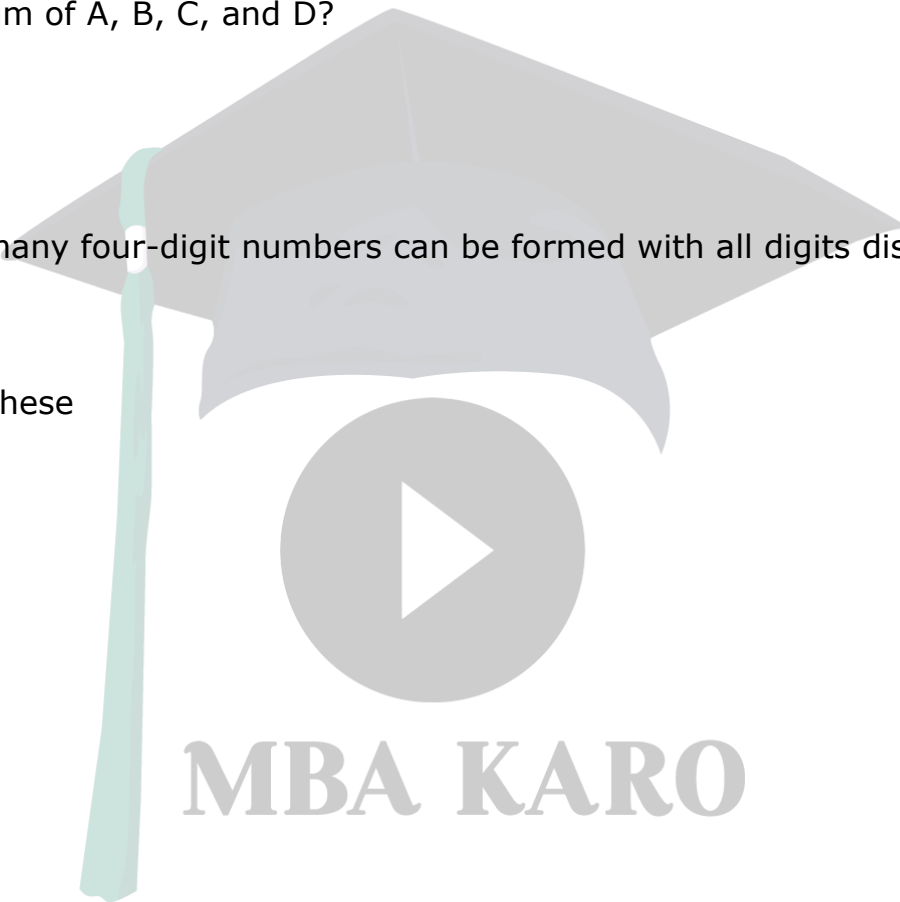 m of A, B, C, and D?
many four-digit numbers can be formed with all digits dis
hese
MBA KARO